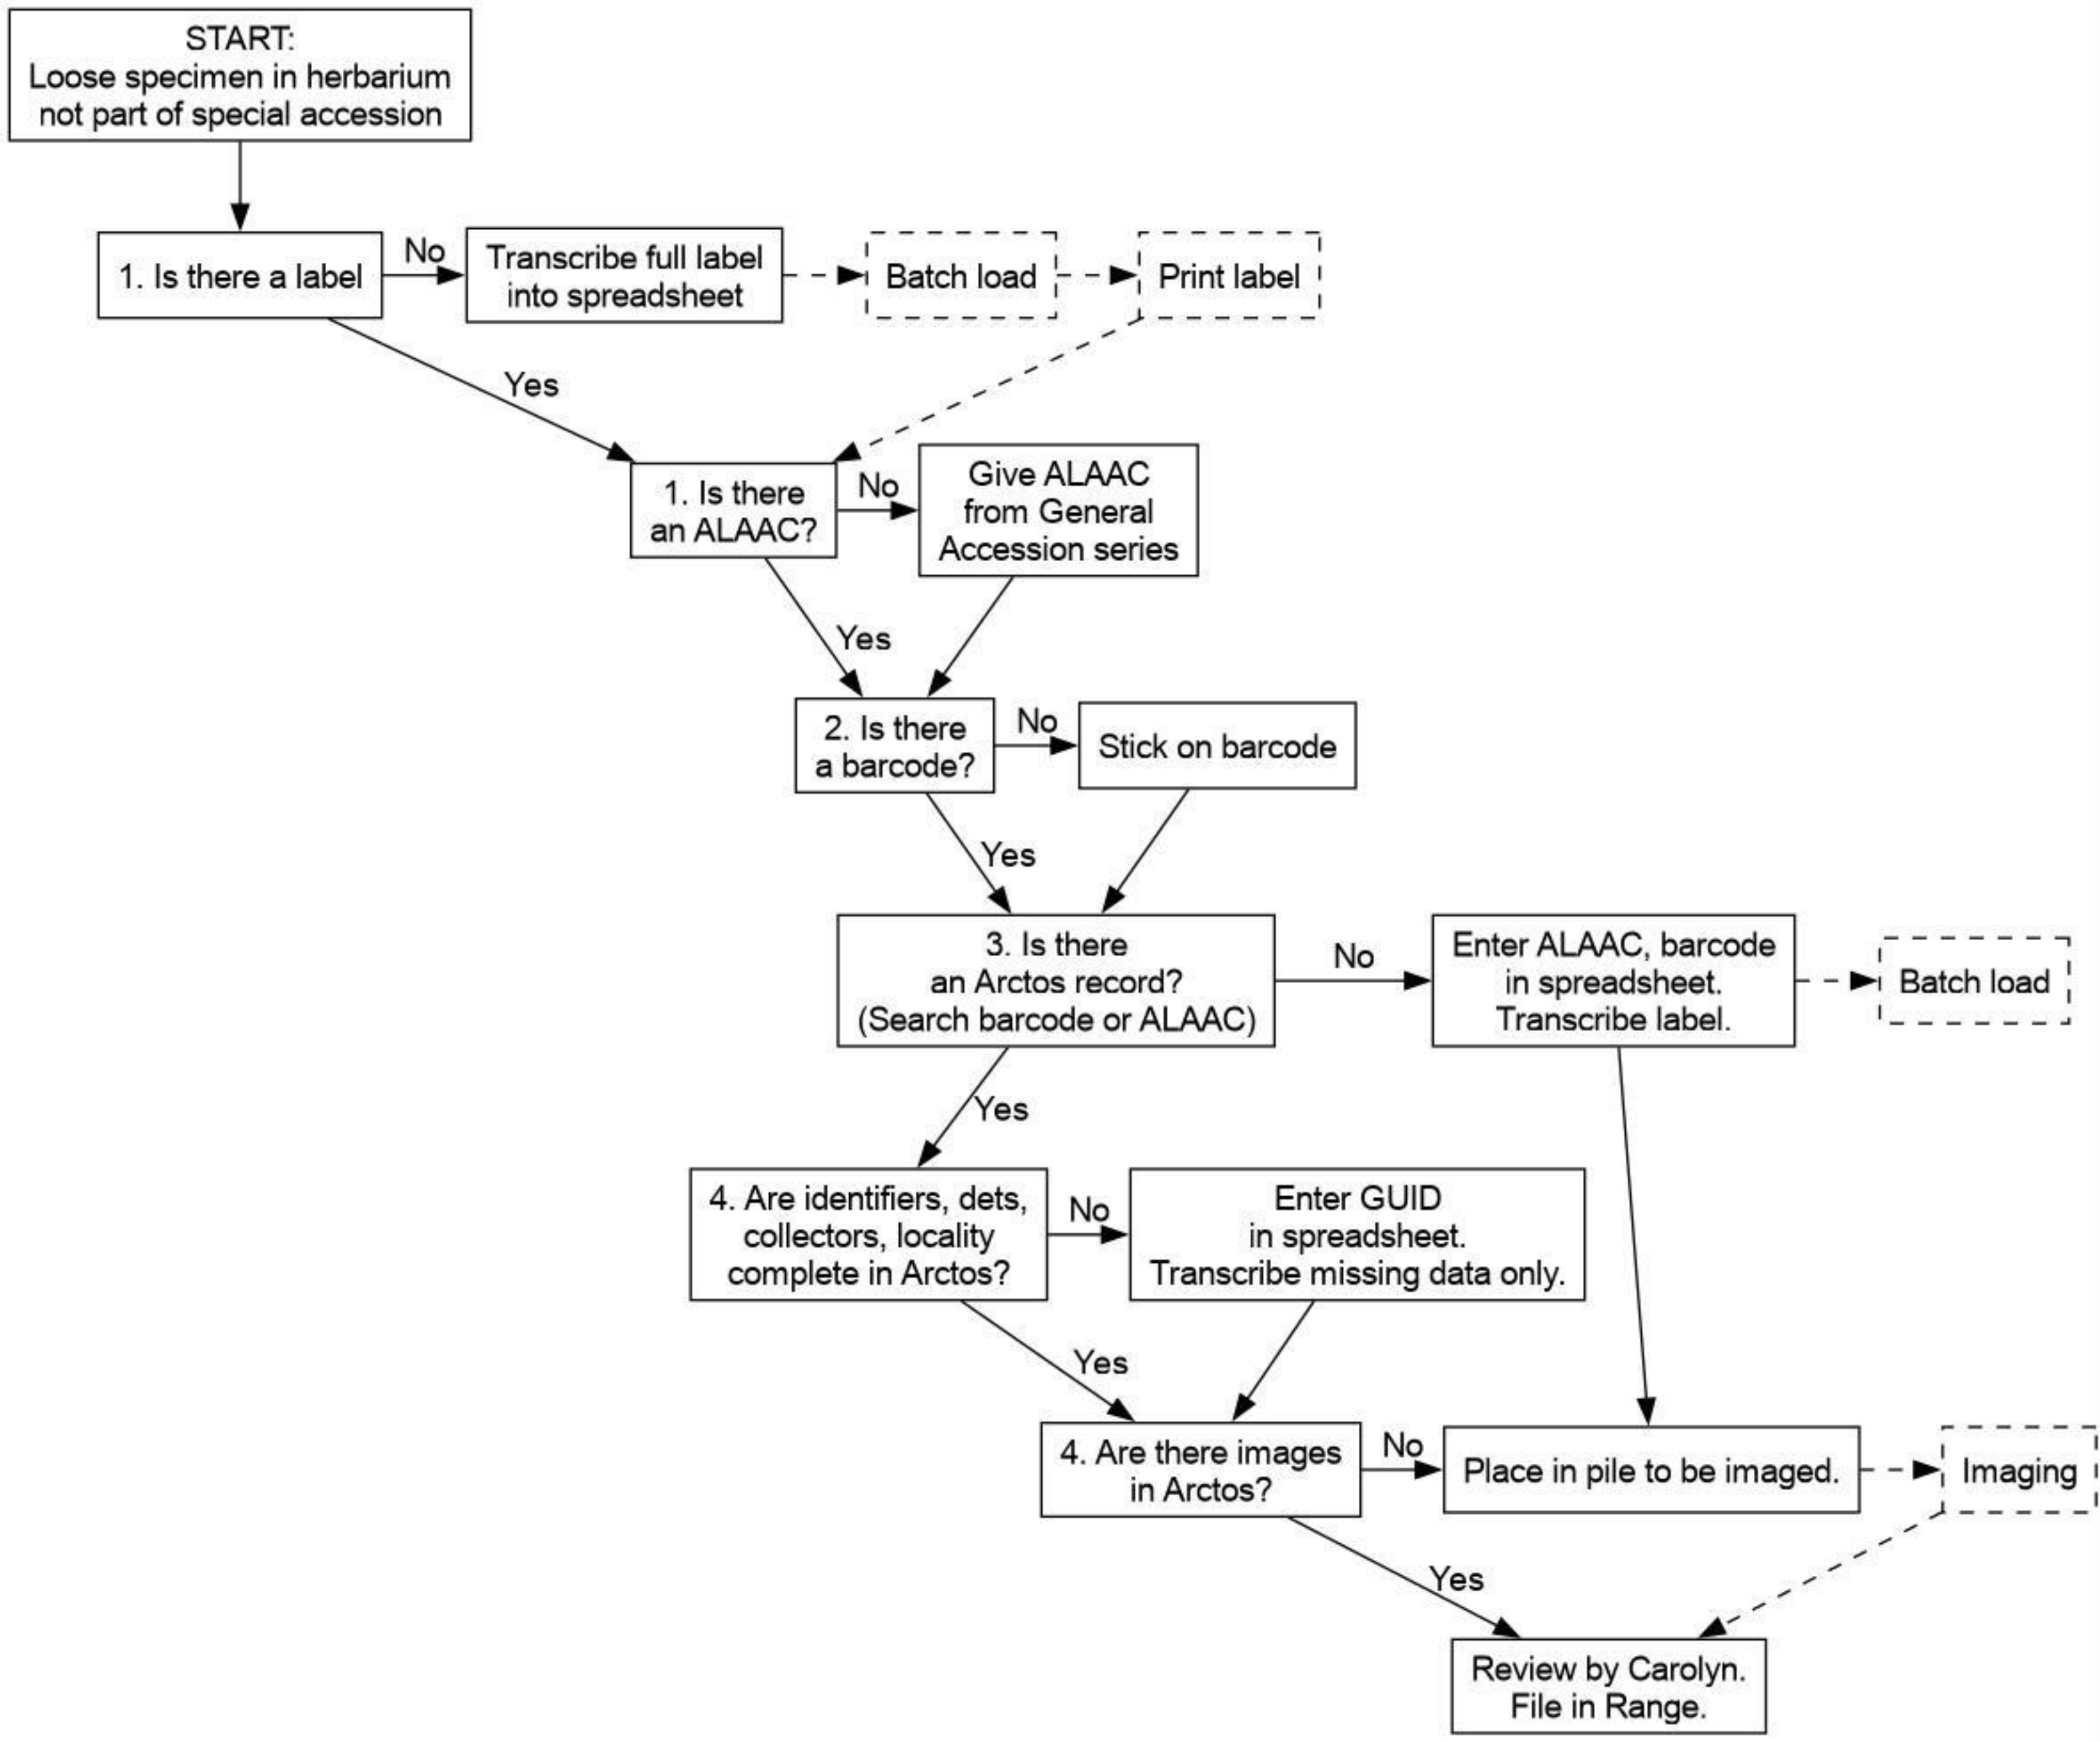 START:
Loose specimen in herbarium
not part of special accession
1. Is there a label
No
Transcribe full label
into spreadsheet
Batch load
Print label
Yes
1. Is there
an ALAAC?
No
Give ALAAC
from General
Accession series
Yes
2. Is there
a barcode?
No
Stick on barcode
Yes
3. Is there
an Arctos record?
(Search barcode or ALAAC)
No
Enter ALAAC, barcode
in spreadsheet.
Transcribe label.
Batch load
Yes
4. Are identifiers, dets,
collectors, locality
complete in Arctos?
No
Enter GUID
in spreadsheet.
Transcribe missing data only.
Yes
4. Are there images
in Arctos?
No
Place in pile to be imaged.
Imaging
Yes
Review by Carolyn.
File in Range.